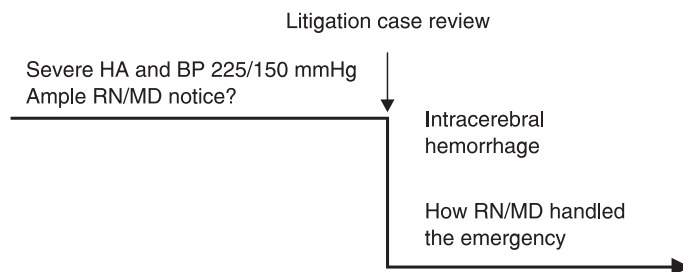 Litigation case review
Severe HA and BP 225/150 mmHg
Ample RN/MD notice?
Intracerebral
hemorrhage
How RN/MD handled
the emergency